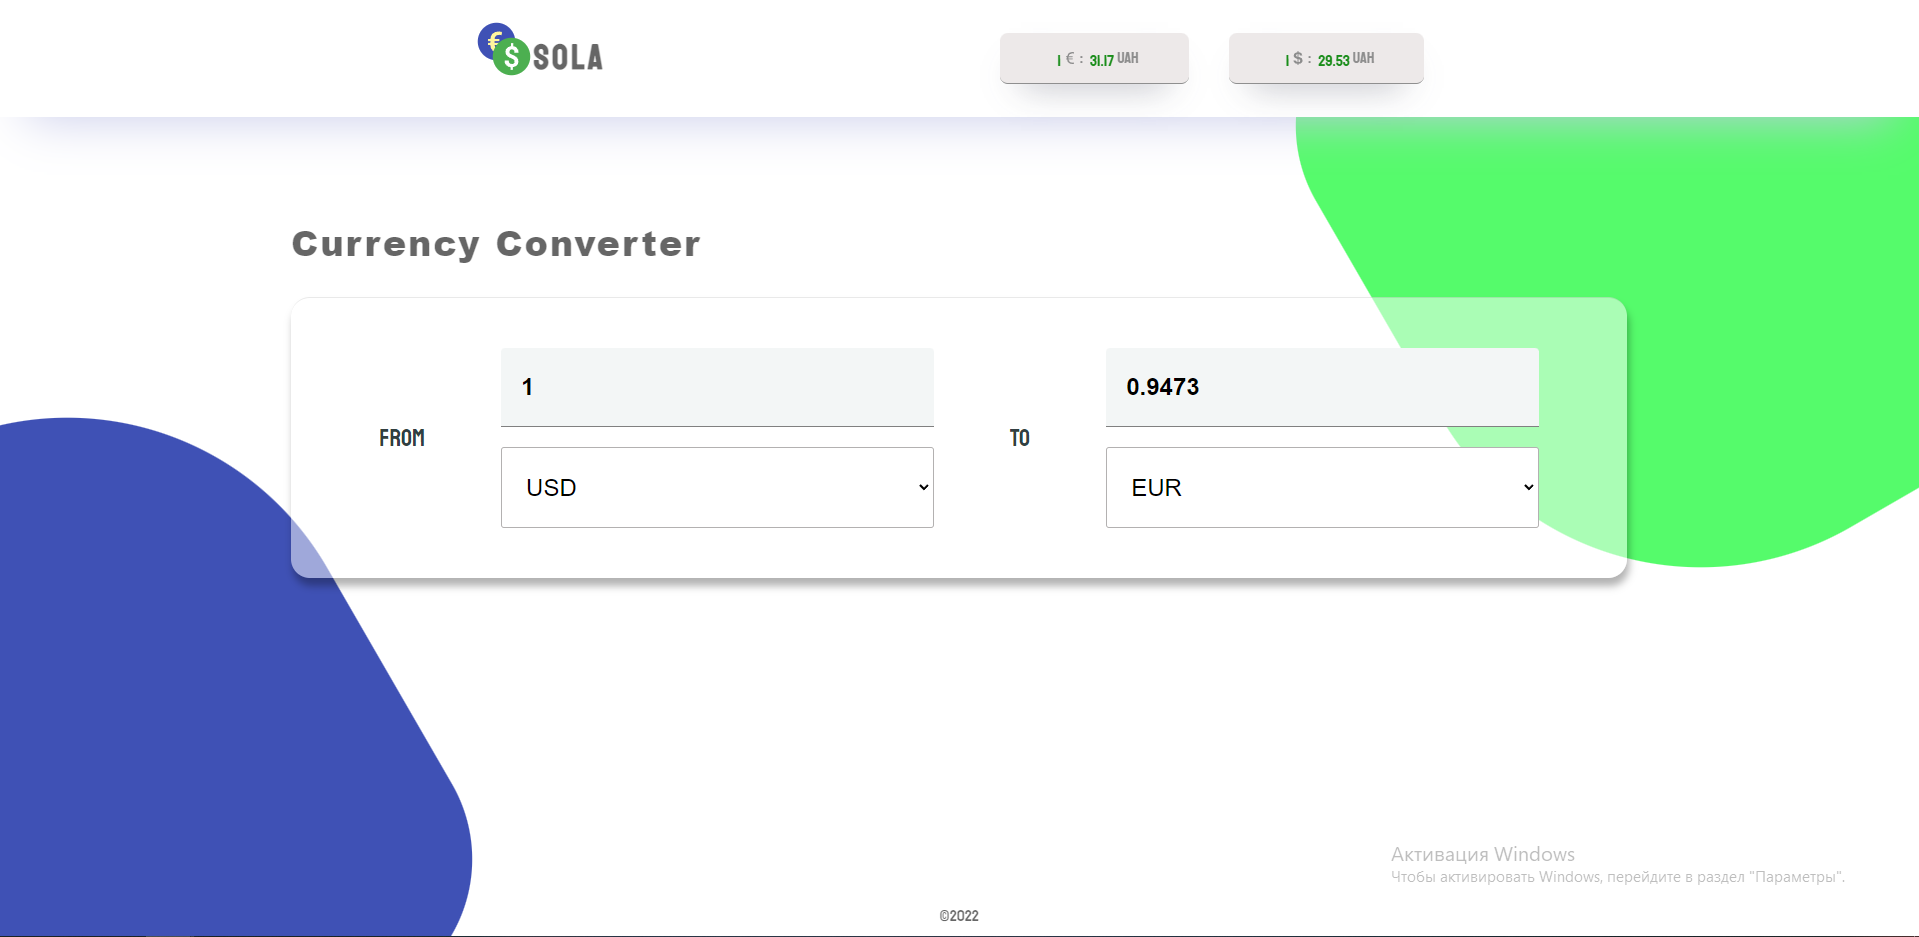 € $ SOLA
1 € : 31.17 UAH
1 $ : 29.53 UAH
Currency Converter
FROM
1
USD
TO
0.9473
EUR
Активация Windows
Чтобы активировать Windows, перейдите в раздел "Параметры".
©2022